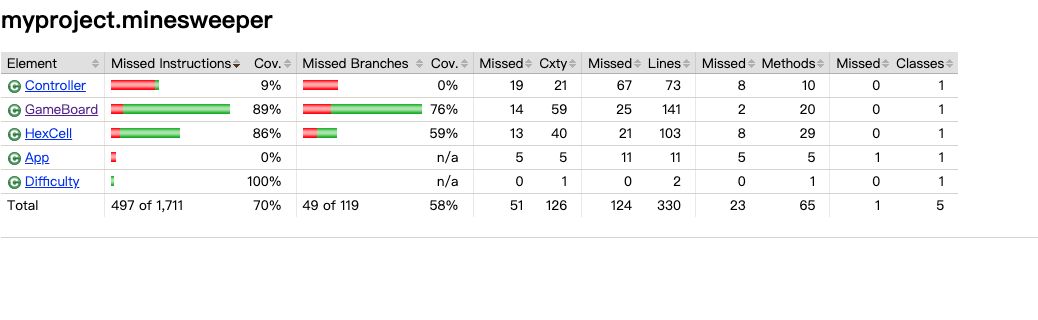 myproject.minesweeper
Element Missed Instructions Cov. Missed Branches Cov. Missed Cxty Missed Lines Missed Methods Missed Classes
C Controller 9% 0% 19 21 67 73 8 10 0 1
C GameBoard 89% 76% 14 59 25 141 2 20 0 1
C HexCell 86% 59% 13 40 21 103 8 29 0 1
C App 0% n/a 5 5 11 11 5 5 1 1
C Difficulty 100% n/a 0 1 0 2 0 1 0 1
Total 497 of 1,711 70% 49 of 119 58% 51 126 124 330 23 65 1 5